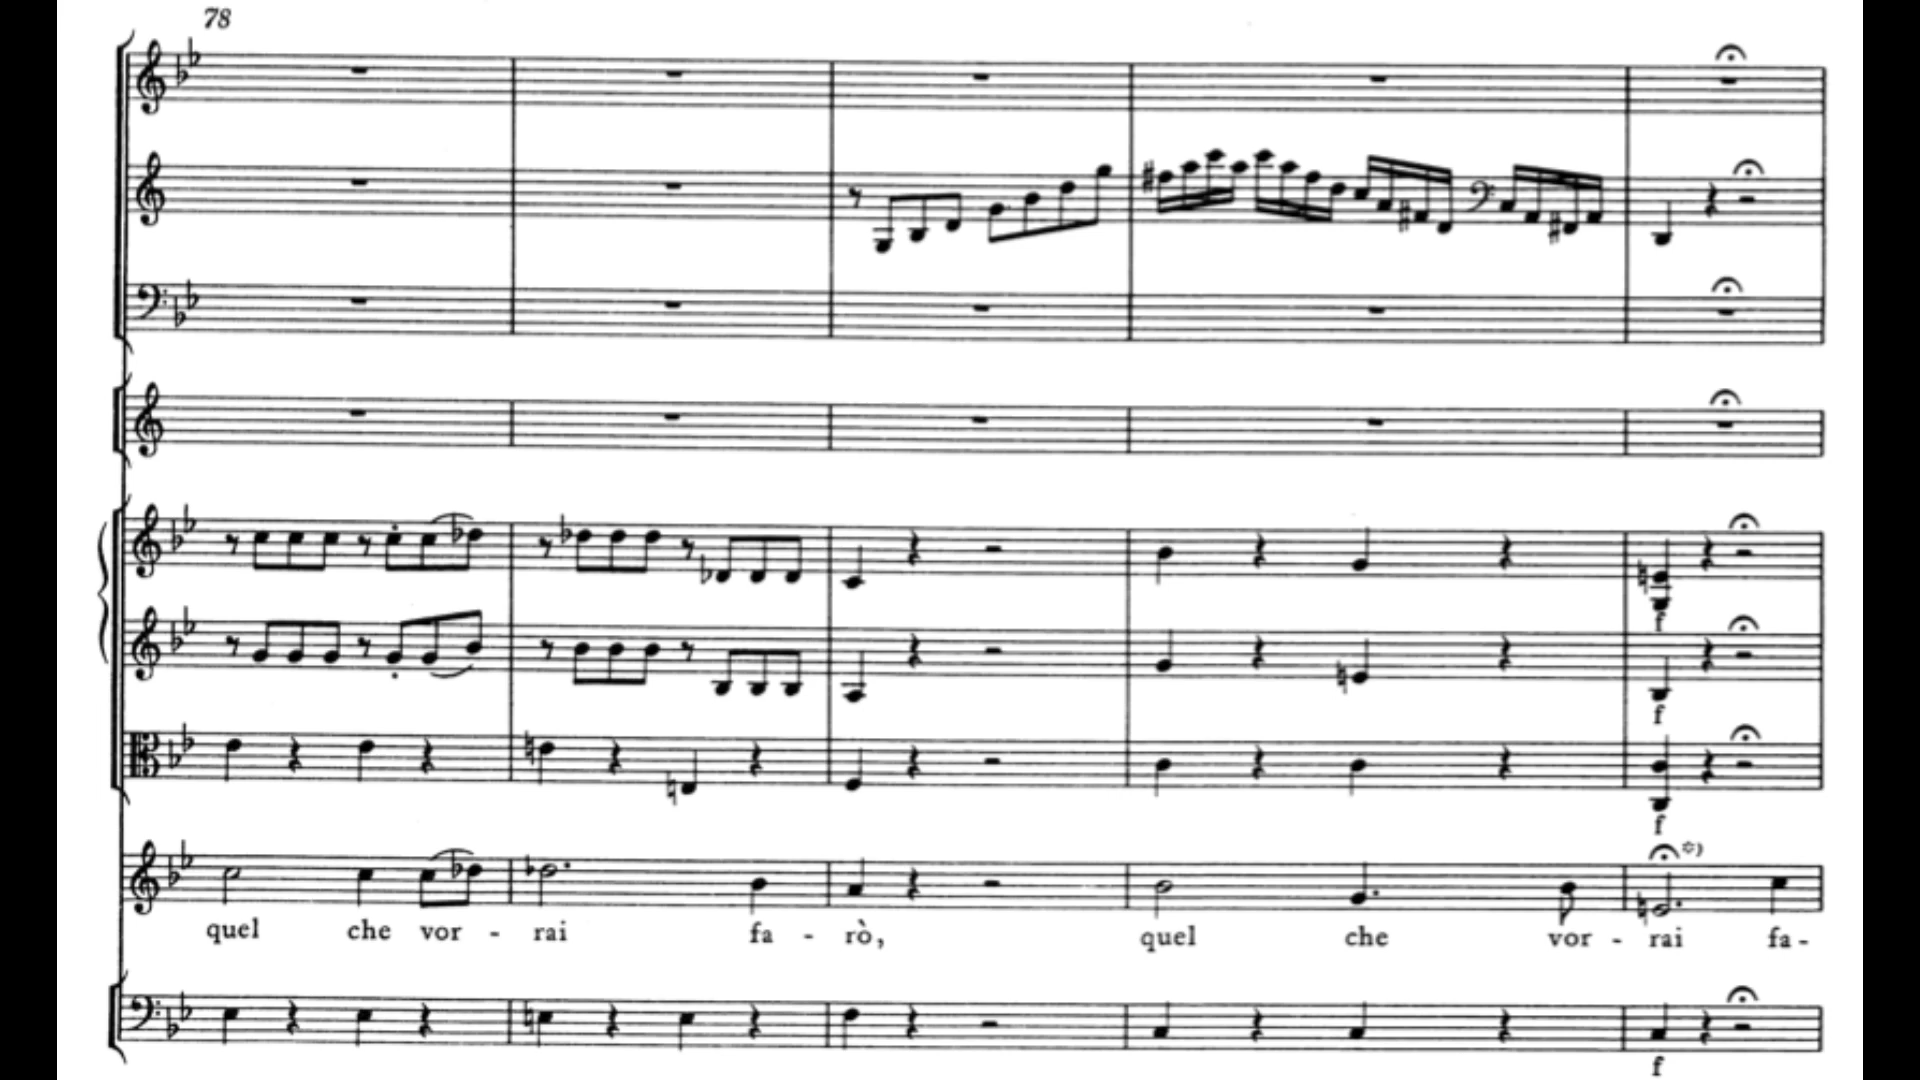 78
f
f
f
*)
quel che vor - rai fa - rò, quel che vor - rai fa -
f